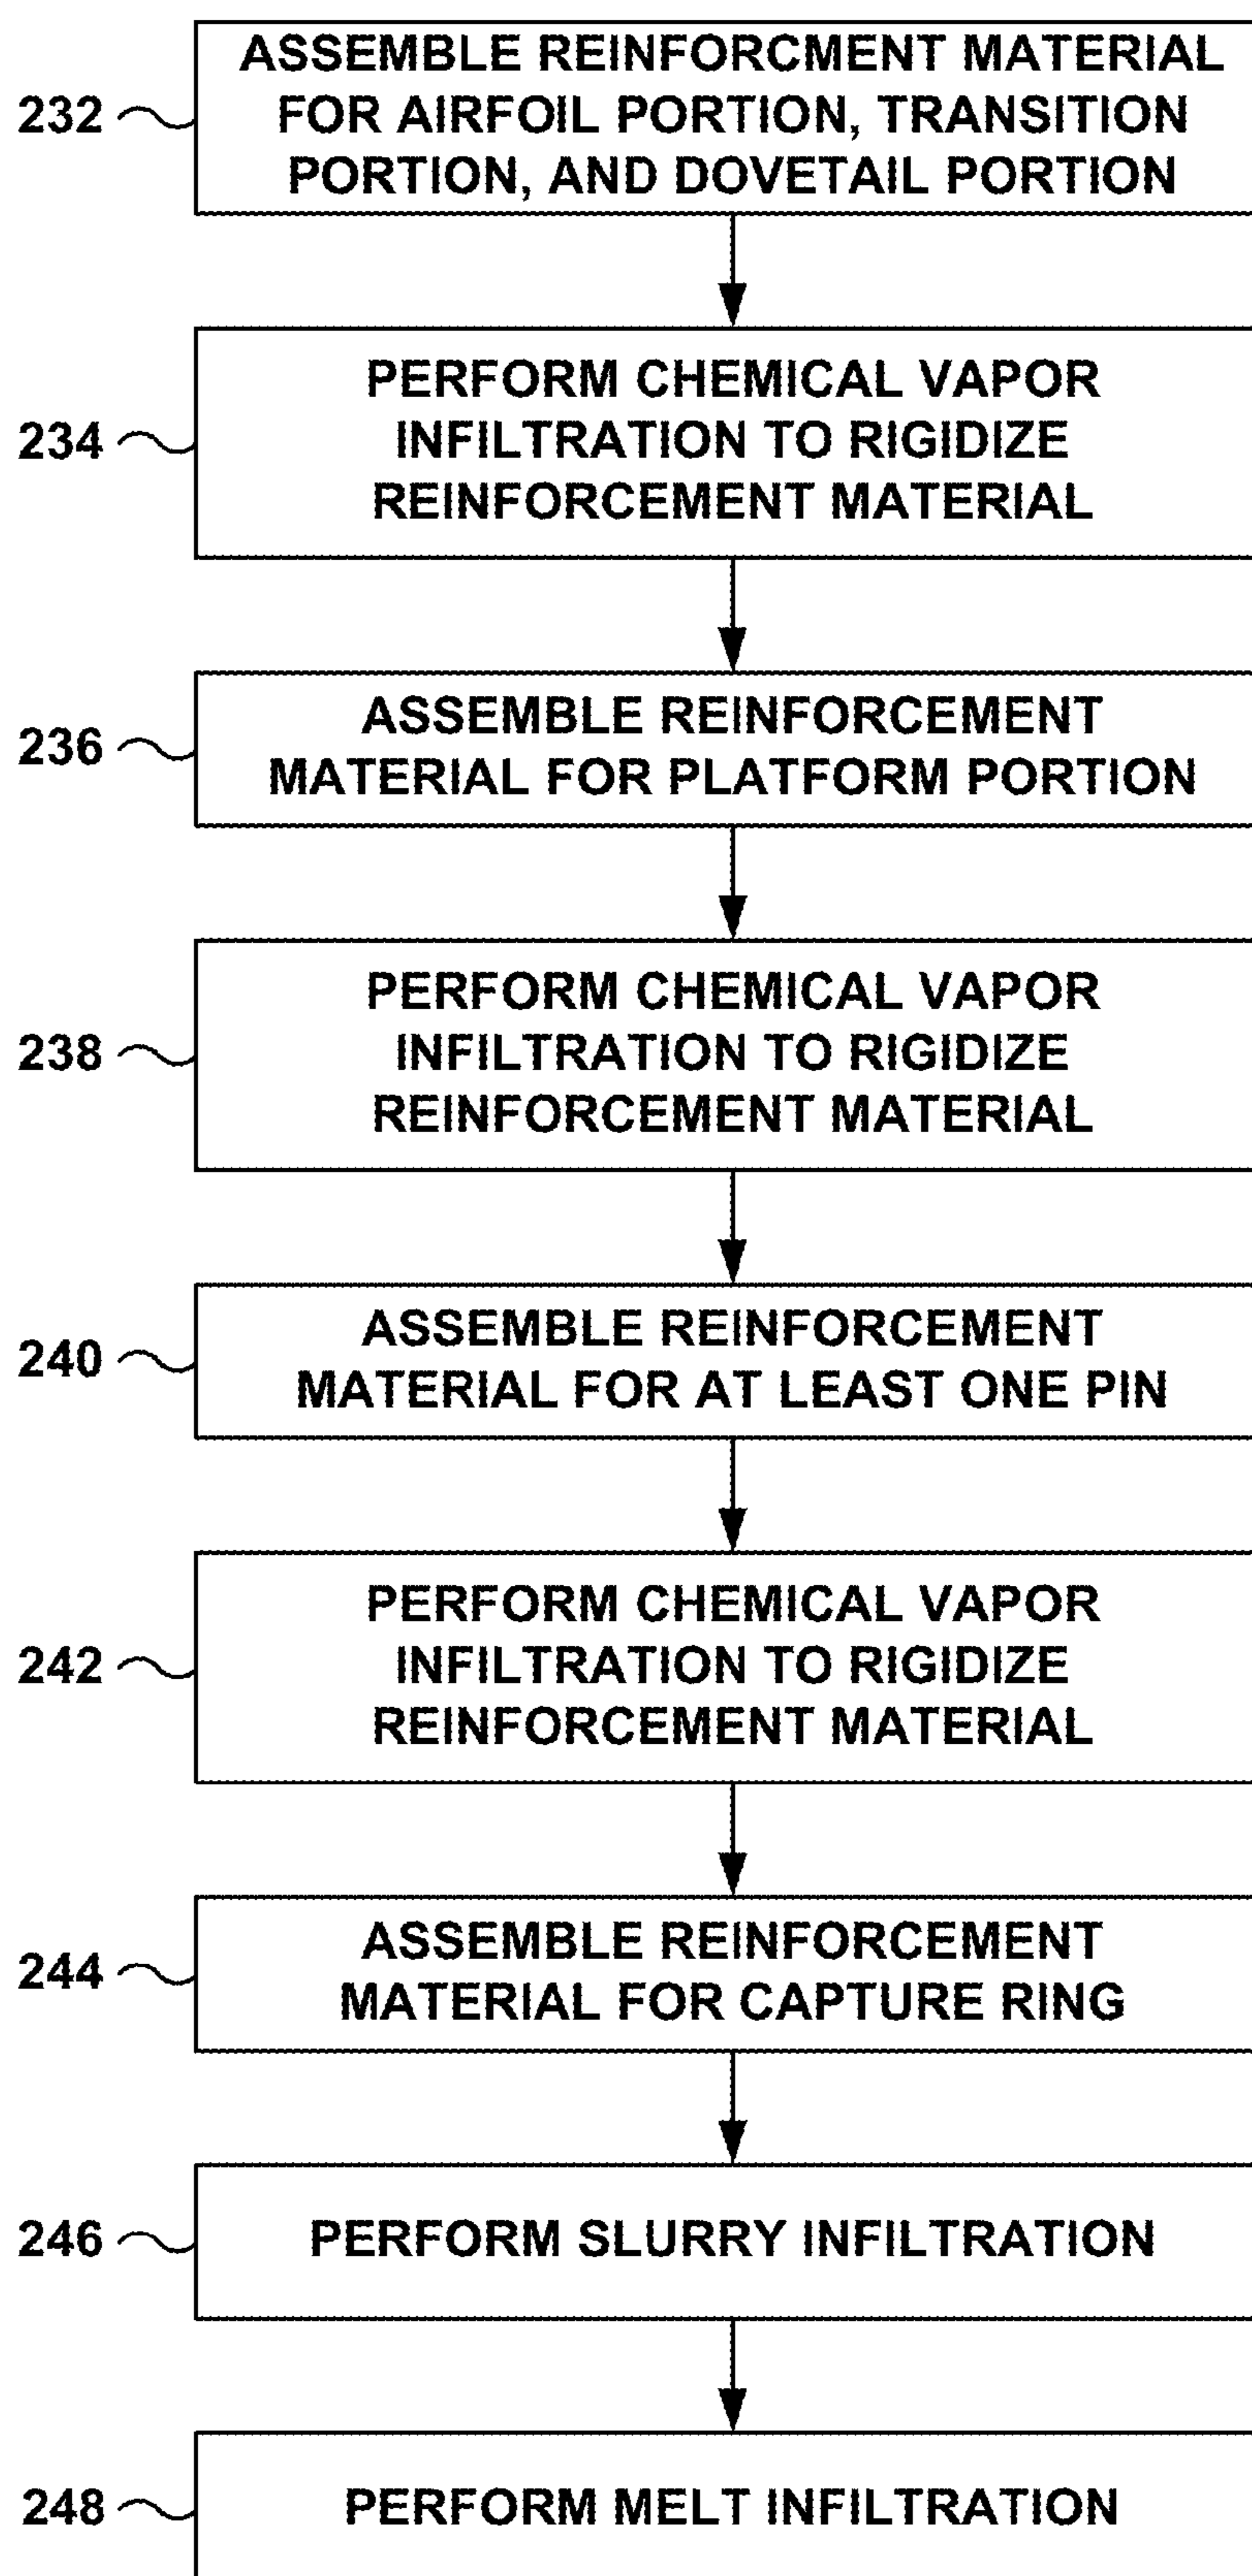 232
ASSEMBLE REINFORCMENT MATERIAL
FOR AIRFOIL PORTION, TRANSITION
PORTION, AND DOVETAIL PORTION
234
PERFORM CHEMICAL VAPOR
INFILTRATION TO RIGIDIZE
REINFORCEMENT MATERIAL
236
ASSEMBLE REINFORCEMENT
MATERIAL FOR PLATFORM PORTION
238
PERFORM CHEMICAL VAPOR
INFILTRATION TO RIGIDIZE
REINFORCEMENT MATERIAL
240
ASSEMBLE REINFORCEMENT
MATERIAL FOR AT LEAST ONE PIN
242
PERFORM CHEMICAL VAPOR
INFILTRATION TO RIGIDIZE
REINFORCEMENT MATERIAL
244
ASSEMBLE REINFORCEMENT
MATERIAL FOR CAPTURE RING
246
PERFORM SLURRY INFILTRATION
248
PERFORM MELT INFILTRATION